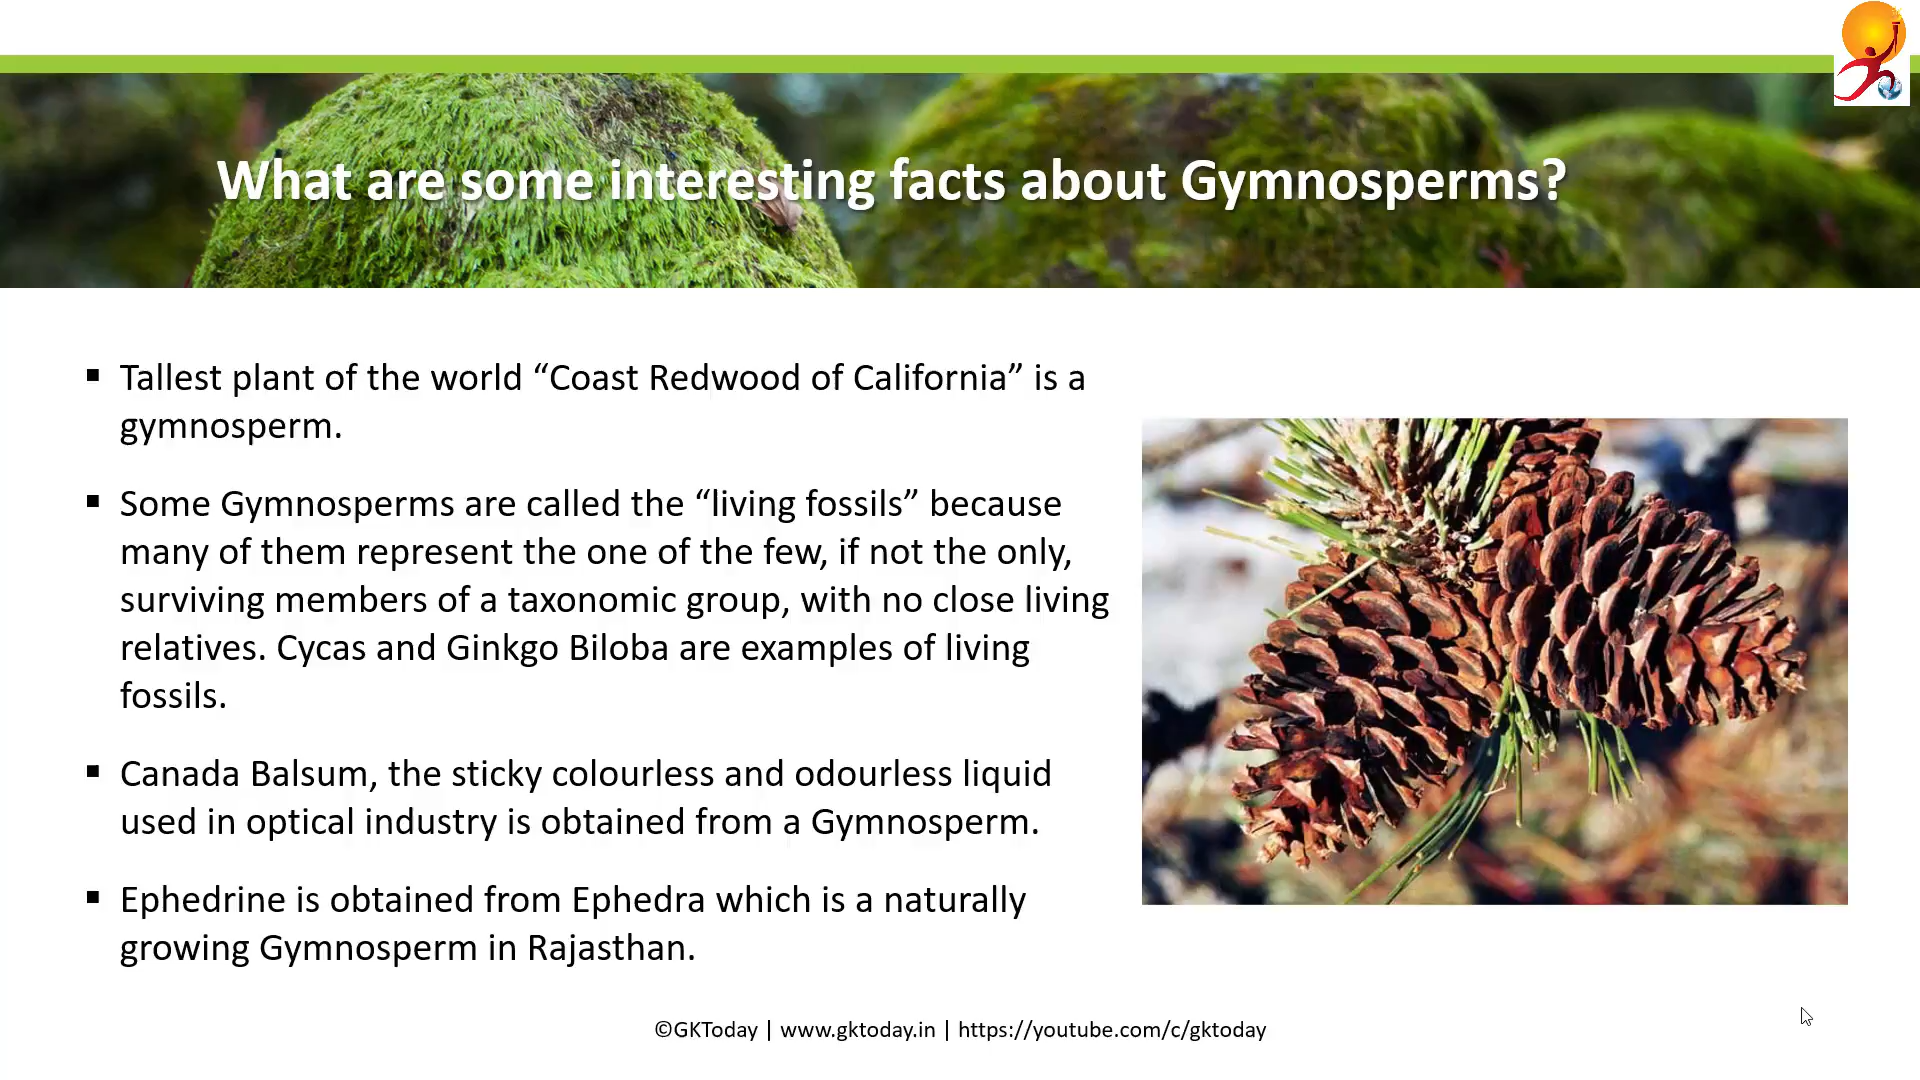 What are some interesting facts about Gymnosperms?
▪ Tallest plant of the world “Coast Redwood of California” is a
gymnosperm.
▪ Some Gymnosperms are called the “living fossils” because
many of them represent the one of the few, if not the only,
surviving members of a taxonomic group, with no close living
relatives. Cycas and Ginkgo Biloba are examples of living
fossils.
▪ Canada Balsum, the sticky colourless and odourless liquid
used in optical industry is obtained from a Gymnosperm.
▪ Ephedrine is obtained from Ephedra which is a naturally
growing Gymnosperm in Rajasthan.
©GKToday | www.gktoday.in | https://youtube.com/c/gktoday